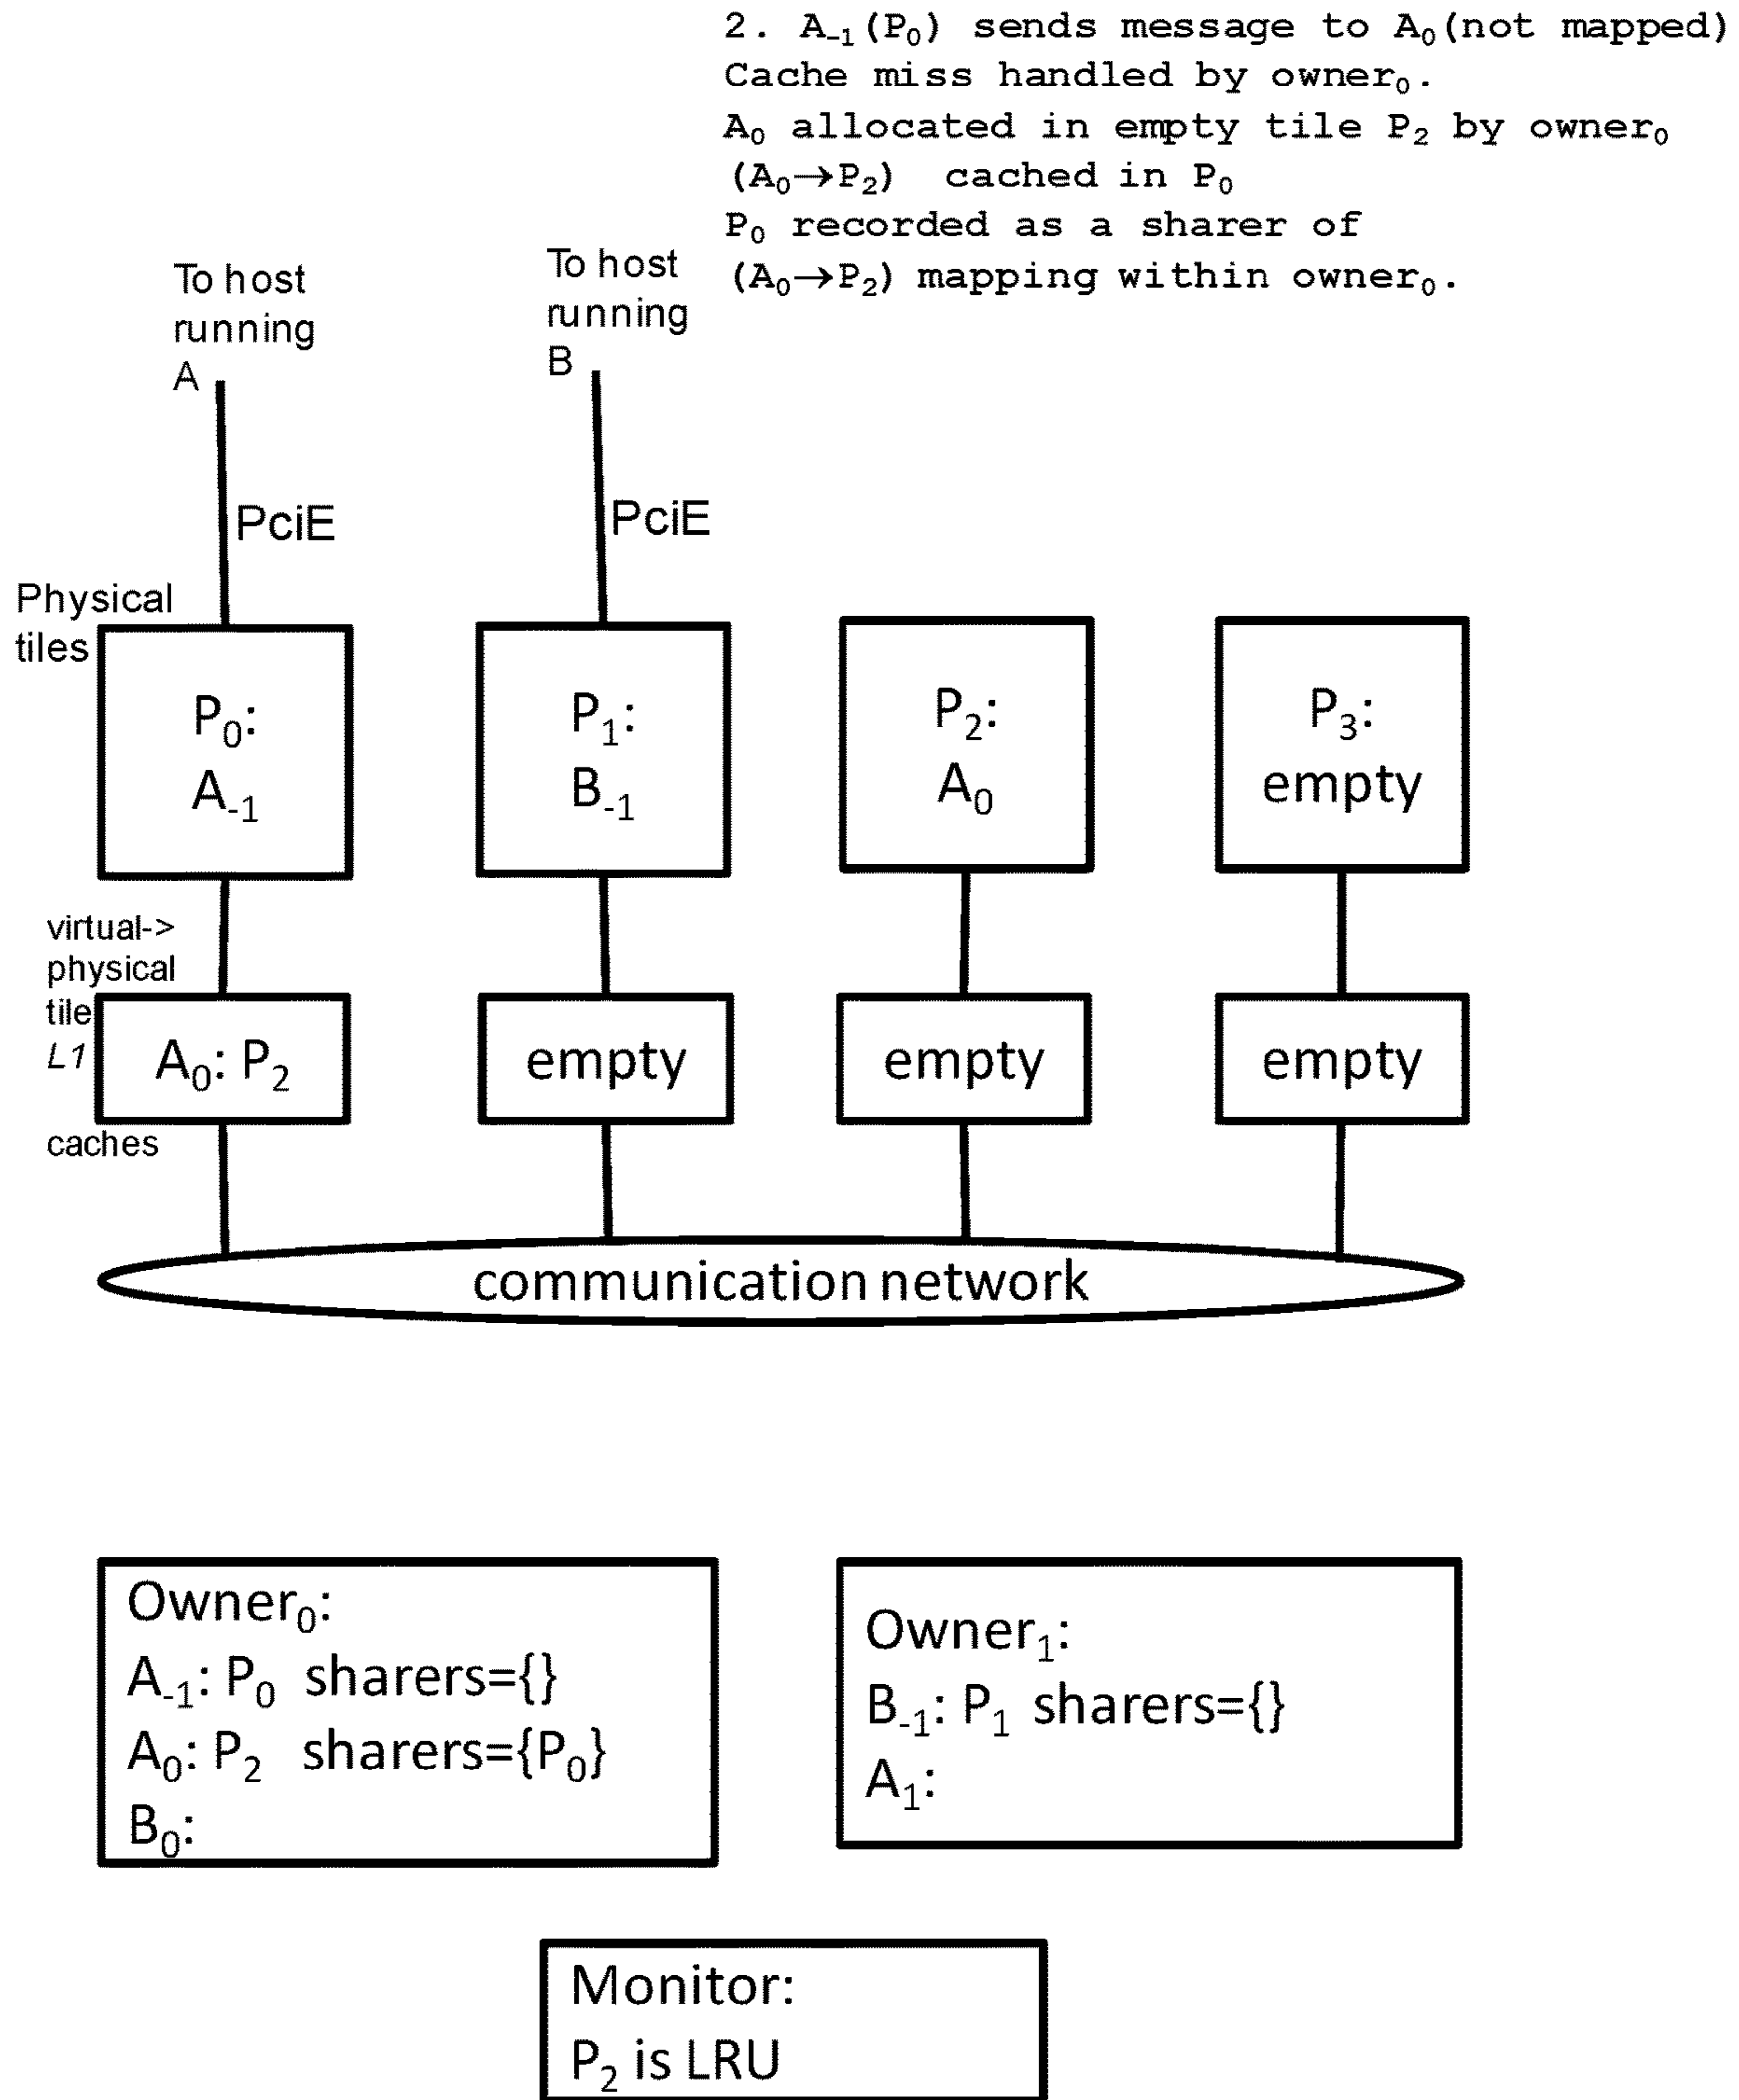 2. A₋₁(P₀) sends message to A₀(not mapped)
Cache miss handled by owner₀.
A₀ allocated in empty tile P₂ by owner₀
(A₀→P₂) cached in P₀
P₀ recorded as a sharer of
(A₀→P₂) mapping within owner₀.
To host
running
A
To host
running
B
PciE
PciE
Physical
tiles
P₀:
A₋₁
P₁:
B₋₁
P₂:
A₀
P₃:
empty
virtual->
physical
tile
L1
caches
A₀: P₂
empty
empty
empty
communication network
Owner₀:
A₋₁: P₀ sharers={}
A₀: P₂ sharers={P₀}
B₀:
Owner₁:
B₋₁: P₁ sharers={}
A₁:
Monitor:
P₂ is LRU